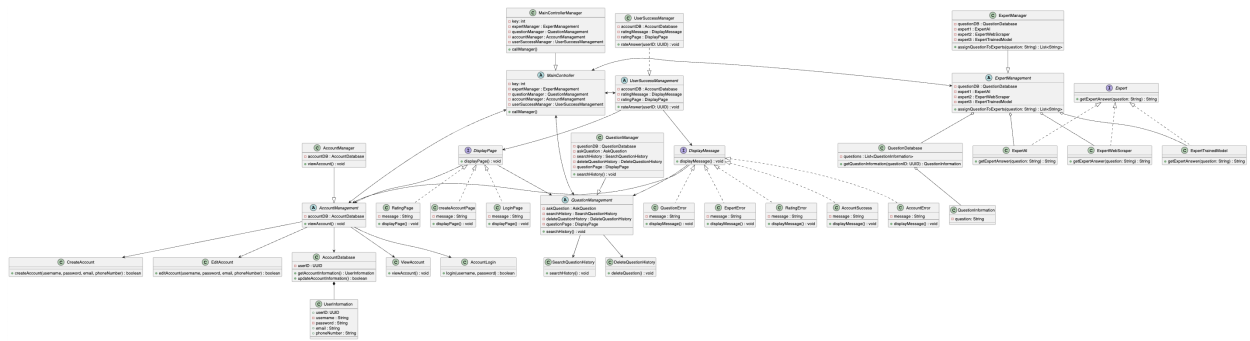 MainControllerManager
key: int
expertManager : ExpertManagement
questionManager : QuestionManagement
accountManager : AccountManagement
userSuccessManager : UserSuccessManagement
callManager()
UserSuccessManager
accountDB : AccountDatabase
ratingMessage : DisplayMessage
ratingPage : DisplayPage
rateAnswer(userID: UUID) : void
ExpertManager
questionDB : QuestionDatabase
expert1 : ExpertAI
expert2 : ExpertWebScraper
expert3 : ExpertTrainedModel
assignQuestionToExperts(question: String) : List<String>
MainController
key: int
expertManager : ExpertManagement
questionManager : QuestionManagement
accountManager : AccountManagement
userSuccessManager : UserSuccessManagement
callManager()
UserSuccessManagement
accountDB : AccountDatabase
ratingMessage : DisplayMessage
ratingPage : DisplayPage
rateAnswer(userID: UUID) : void
ExpertManagement
questionDB : QuestionDatabase
expert1 : ExpertAI
expert2 : ExpertWebScraper
expert3 : ExpertTrainedModel
assignQuestionToExperts(question: String) : List<String>
Expert
getExpertAnswer(question: String) : String
AccountManager
accountDB : AccountDatabase
viewAccount() : void
DisplayPage
displayPage() : void
QuestionManager
questionDB : QuestionDatabase
askQuestion : AskQuestion
searchHistory : SearchQuestionHistory
deleteQuestionHistory : DeleteQuestionHistory
questionPage : DisplayPage
searchHistory() : void
DisplayMessage
displayMessage() : void
QuestionDatabase
questions : List<QuestionInformation>
getQuestionInformation(questionID: UUID) : QuestionInformation
ExpertAI
getExpertAnswer(question: String) : String
ExpertWebScraper
getExpertAnswer(question: String) : String
ExpertTrainedModel
getExpertAnswer(question: String) : String
AccountManagement
accountDB : AccountDatabase
viewAccount() : void
RatingPage
message : String
displayPage() : void
createAccountPage
message : String
displayPage() : void
LoginPage
message : String
displayPage() : void
QuestionManagement
askQuestion : AskQuestion
searchHistory : SearchQuestionHistory
deleteQuestionHistory : DeleteQuestionHistory
questionPage : DisplayPage
searchHistory() : void
QuestionError
message : String
displayMessage() : void
ExpertError
message : String
displayMessage() : void
RatingError
message : String
displayMessage() : void
AccountSuccess
message : String
displayMessage() : void
AccountError
message : String
displayMessage() : void
QuestionInformation
question: String
CreateAccount
createAccount(username, password, email, phoneNumber) : boolean
EditAccount
editAccount(username, password, email, phoneNumber) : boolean
AccountDatabase
userID : UUID
getAccountInformation() : UserInformation
updateAccountInformation() : boolean
ViewAccount
viewAccount() : void
AccountLogin
login(username, password) : boolean
SearchQuestionHistory
searchHistory() : void
DeleteQuestionHistory
deleteQuestion() : void
UserInformation
userID: UUID
username : String
password : String
email : String
phoneNumber : String